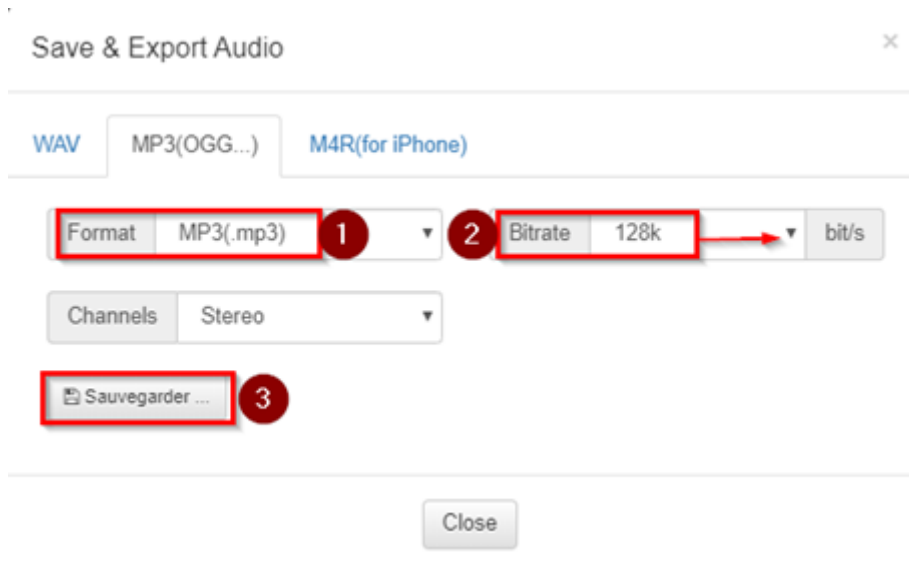 Save & Export Audio ×
WAV MP3(OGG...) M4R(for iPhone)
Format MP3(.mp3) 1 2 Bitrate 128k bit/s
Channels Stereo
Sauvegarder ... 3
Close